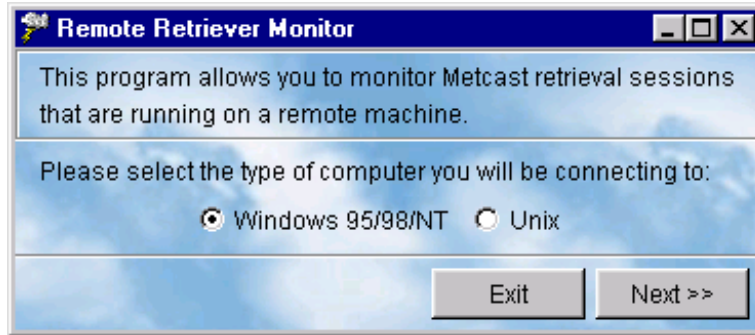 Remote Retriever Monitor
This program allows you to monitor Metcast retrieval sessions
that are running on a remote machine.
Please select the type of computer you will be connecting to:
Windows 95/98/NT Unix
Exit Next >>